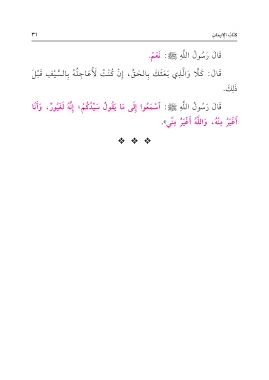 كتاب الإيمان ٣١
قَالَ رَسُولُ اللَّهِ ﷺ: نَعَمْ.
قَالَ: كَلَّا وَالَّذِي بَعَثَكَ بِالحَقِّ، إِنْ كُنْتُ لَأُعَاجِلُهُ بِالسَّيْفِ قَبْلَ
ذَلِكَ.
قَالَ رَسُولُ اللَّهِ ﷺ: اسْمَعُوا إِلَى مَا يَقُولُ سَيِّدُكُمْ؛ إِنَّهُ لَغَيُورٌ، وَأَنَا
أَغْيَرُ مِنْهُ، وَاللَّهُ أَغْيَرُ مِنِّي».